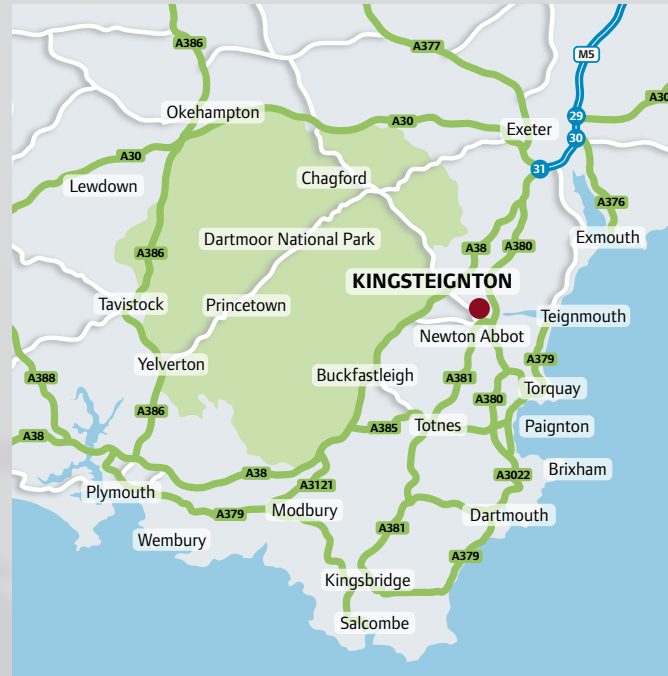 A386
A377
M5
A30
29
Okehampton
A30
Exeter
30
A30
31
Lewdown
Chagford
A376
Dartmoor National Park
A38
A380
Exmouth
A386
KINGSTEIGNTON
Tavistock
Princetown
Teignmouth
Newton Abbot
Yelverton
A379
Buckfastleigh
A388
A381
Torquay
A380
A386
A385
Totnes
Paignton
A38
A38
A3022
Brixham
A3121
Plymouth
A379
Modbury
Dartmouth
A381
Wembury
A379
Kingsbridge
Salcombe